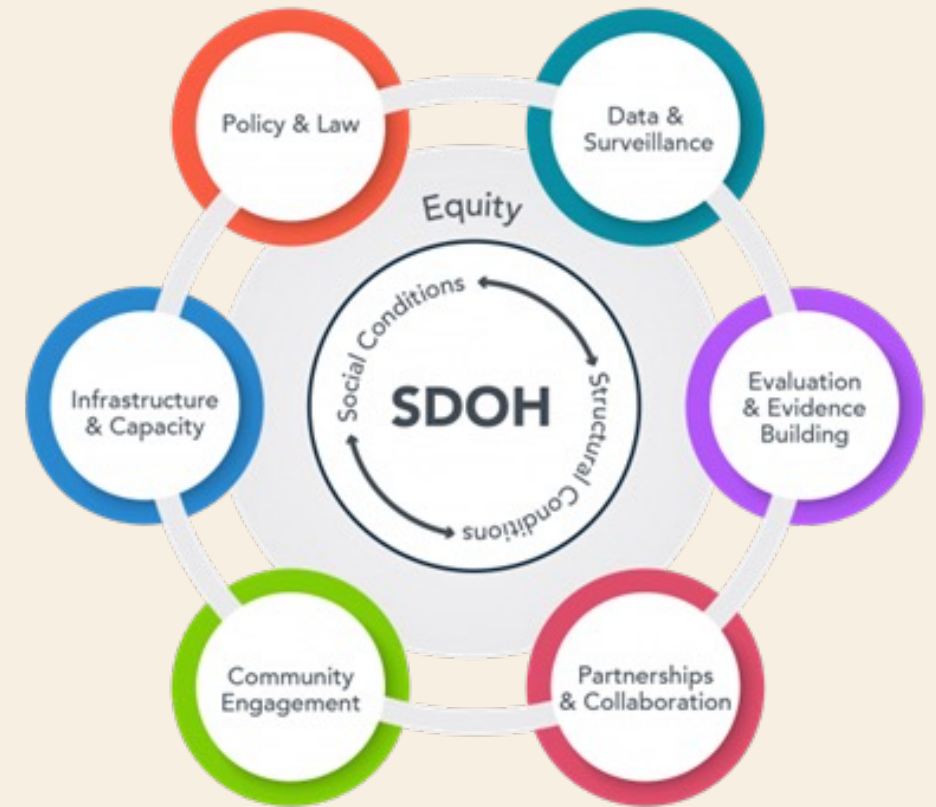 Policy & Law
Data &
Surveillance
Equity
Social Conditions
SDOH
Structural Conditions
Infrastructure
& Capacity
Evaluation
& Evidence
Building
Community
Engagement
Partnerships
& Collaboration